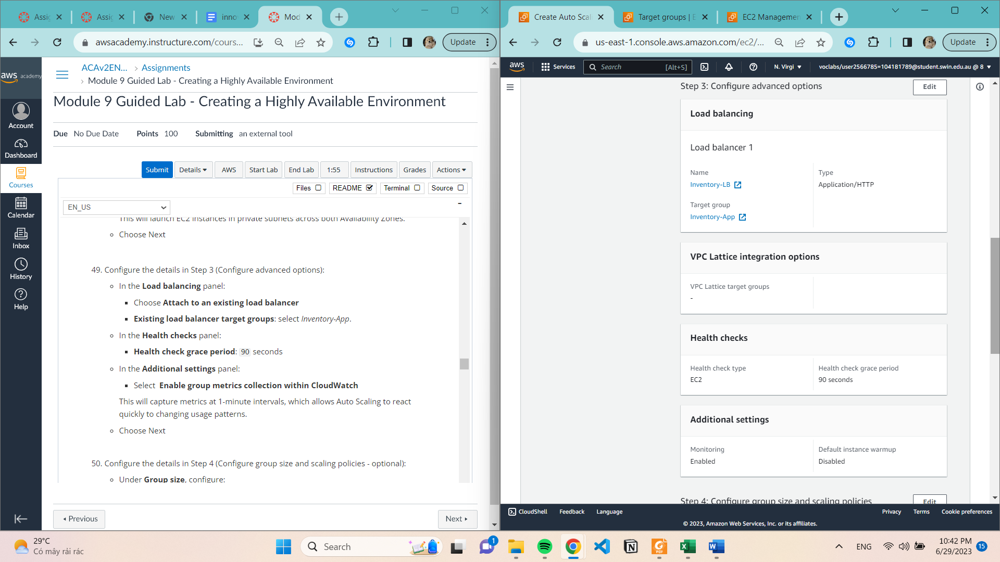 Assig
Assig
New
inno
Mod
awsacademy.instructure.com/cours...
Update
aws academy
Account
Dashboard
Courses
Calendar
Inbox
History
Help
ACAv2EN... > Assignments
> Module 9 Guided Lab - Creating a Highly Available Environment
Module 9 Guided Lab - Creating a Highly Available Environment
Due No Due Date Points 100 Submitting an external tool
Submit Details AWS Start Lab End Lab 1:55 Instructions Grades Actions
Files README Terminal Source
EN_US
-
This will launch EC2 instances in private subnets across both Availability Zones.
Choose Next
49. Configure the details in Step 3 (Configure advanced options):
In the Load balancing panel:
Choose Attach to an existing load balancer
Existing load balancer target groups: select Inventory-App.
In the Health checks panel:
Health check grace period: 90 seconds
In the Additional settings panel:
Select Enable group metrics collection within CloudWatch
This will capture metrics at 1-minute intervals, which allows Auto Scaling to react
quickly to changing usage patterns.
Choose Next
50. Configure the details in Step 4 (Configure group size and scaling policies - optional):
Under Group size, configure:
Previous
Next
Create Auto Scal
Target groups | E
EC2 Managemen
us-east-1.console.aws.amazon.com/ec2/...
Update
aws
Services
Search [Alt+S]
N. Virgi
voclabs/user2566785=104181789@student.swin.edu.au @ 8
Step 3: Configure advanced options
Edit
Load balancing
Load balancer 1
Name
Inventory-LB
Type
Application/HTTP
Target group
Inventory-App
VPC Lattice integration options
VPC Lattice target groups
-
Health checks
Health check type
EC2
Health check grace period
90 seconds
Additional settings
Monitoring
Enabled
Default instance warmup
Disabled
Step 4: Configure group size and scaling policies
Edit
CloudShell Feedback Language
Privacy Terms Cookie preferences
© 2023, Amazon Web Services, Inc. or its affiliates.
29°C
Có mây rải rác
Search
1
ENG
10:42 PM
6/29/2023
15